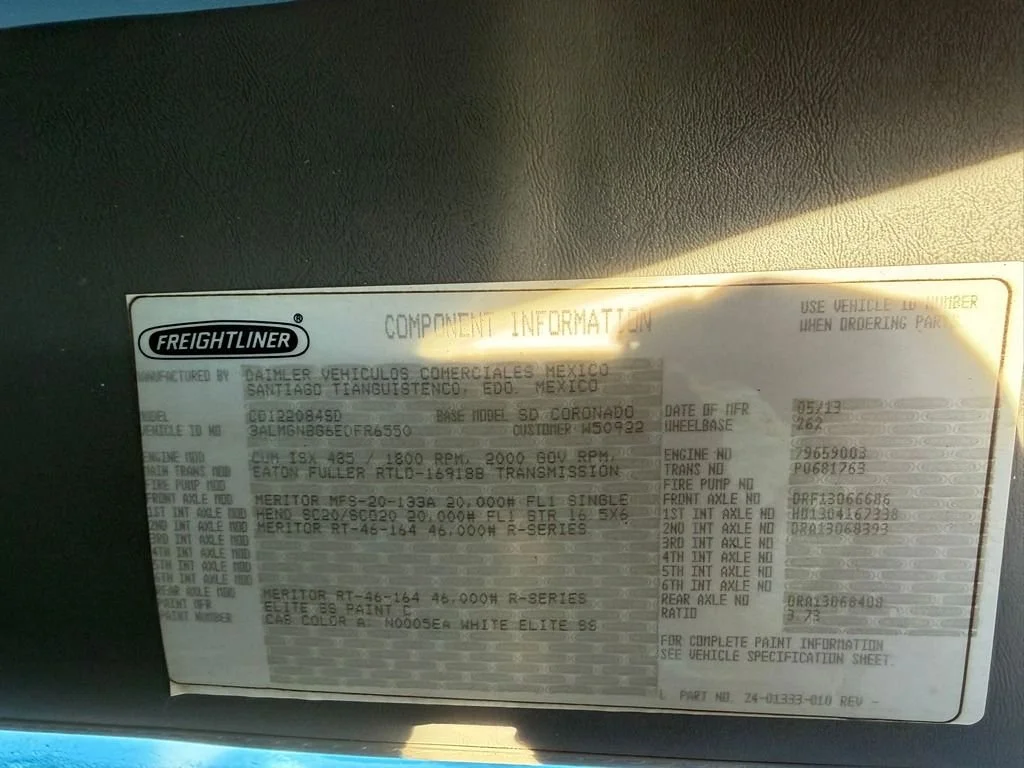 FREIGHTLINER®
COMPONENT INFORMATION
USE VEHICLE ID NUMBER
WHEN ORDERING PARTS
MANUFACTURED BY DAIMLER VEHICULOS COMERCIALES MEXICO
SANTIAGO TIANGUISTENCO, EDO. MEXICO
MODEL CD122084SD BASE MODEL SD CORONADO DATE OF MFR 05/13
VEHICLE ID NO CUSTOMER W50922 WHEELBASE 262
ENGINE MOD CUM ISX 485 / 1800 RPM, 2000 GOV RPM, ENGINE NO 79659003
MAIN TRANS MOD EATON FULLER RTLO-16918B TRANSMISSION TRANS NO P0681763
FIRE PUMP MOD FIRE PUMP NO
FRONT AXLE MOD MERITOR MFS-20-133A 20,000# FL1 SINGLE FRONT AXLE NO DRF13066686
1ST INT AXLE MOD HEND SC20/SCO20 20,000# FL1 STR 16.5X6 1ST INT AXLE NO HD1304167338
2ND INT AXLE MOD MERITOR RT-46-164 46,000# R-SERIES 2ND INT AXLE NO DRA13068393
3RD INT AXLE MOD 3RD INT AXLE NO
4TH INT AXLE MOD 4TH INT AXLE NO
5TH INT AXLE MOD 5TH INT AXLE NO
6TH INT AXLE MOD 6TH INT AXLE NO
REAR AXLE MOD MERITOR RT-46-164 46,000# R-SERIES REAR AXLE NO DRA13068408
PAINT MFR ELITE SS PAINT C RATIO 3.73
PAINT NUMBER CAB COLOR A: N0005EA WHITE ELITE SS
FOR COMPLETE PAINT INFORMATION
SEE VEHICLE SPECIFICATION SHEET.
PART NO. 24-01333-010 REV -